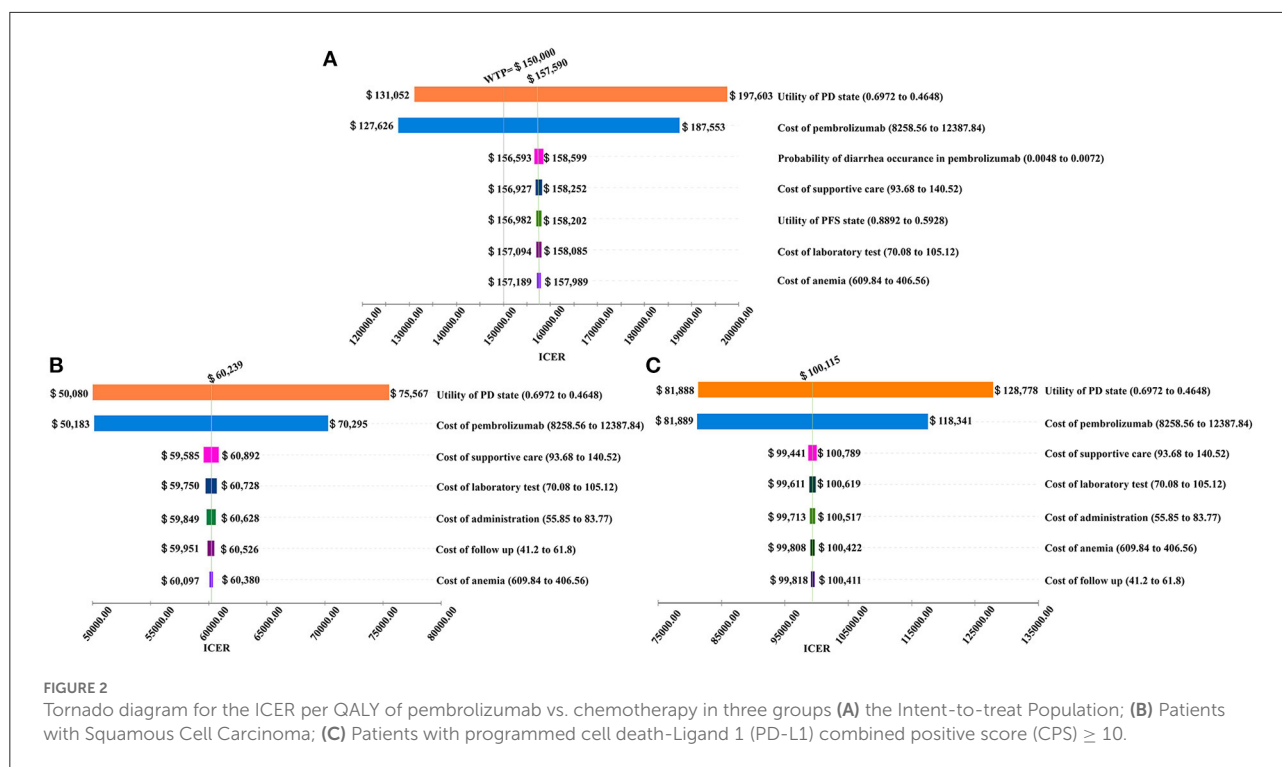 A
WTP= $ 150,000
$ 157,590
$ 131,052 $ 197,603 Utility of PD state (0.6972 to 0.4648)
$ 127,626 $ 187,553 Cost of pembrolizumab (8258.56 to 12387.84)
$ 156,593 $ 158,599 Probability of diarrhea occurance in pembrolizumab (0.0048 to 0.0072)
$ 156,927 $ 158,252 Cost of supportive care (93.68 to 140.52)
$ 156,982 $ 158,202 Utility of PFS state (0.8892 to 0.5928)
$ 157,094 $ 158,085 Cost of laboratory test (70.08 to 105.12)
$ 157,189 $ 157,989 Cost of anemia (609.84 to 406.56)
120000.00 130000.00 140000.00 150000.00 160000.00 170000.00 180000.00 190000.00 200000.00
ICER
B
$ 60,239
$ 50,080 $ 75,567 Utility of PD state (0.6972 to 0.4648)
$ 50,183 $ 70,295 Cost of pembrolizumab (8258.56 to 12387.84)
$ 59,585 $ 60,892 Cost of supportive care (93.68 to 140.52)
$ 59,750 $ 60,728 Cost of laboratory test (70.08 to 105.12)
$ 59,849 $ 60,628 Cost of administration (55.85 to 83.77)
$ 59,951 $ 60,526 Cost of follow up (41.2 to 61.8)
$ 60,097 $ 60,380 Cost of anemia (609.84 to 406.56)
50000.00 55000.00 60000.00 65000.00 70000.00 75000.00 80000.00
ICER
C
$ 100,115
$ 81,888 $ 128,778 Utility of PD state (0.6972 to 0.4648)
$ 81,889 $ 118,341 Cost of pembrolizumab (8258.56 to 12387.84)
$ 99,441 $ 100,789 Cost of supportive care (93.68 to 140.52)
$ 99,611 $ 100,619 Cost of laboratory test (70.08 to 105.12)
$ 99,713 $ 100,517 Cost of administration (55.85 to 83.77)
$ 99,808 $ 100,422 Cost of anemia (609.84 to 406.56)
$ 99,818 $ 100,411 Cost of follow up (41.2 to 61.8)
75000.00 85000.00 95000.00 105000.00 115000.00 125000.00 135000.00
ICER
FIGURE 2
Tornado diagram for the ICER per QALY of pembrolizumab vs. chemotherapy in three groups (A) the Intent-to-treat Population; (B) Patients
with Squamous Cell Carcinoma; (C) Patients with programmed cell death-Ligand 1 (PD-L1) combined positive score (CPS) ≥ 10.